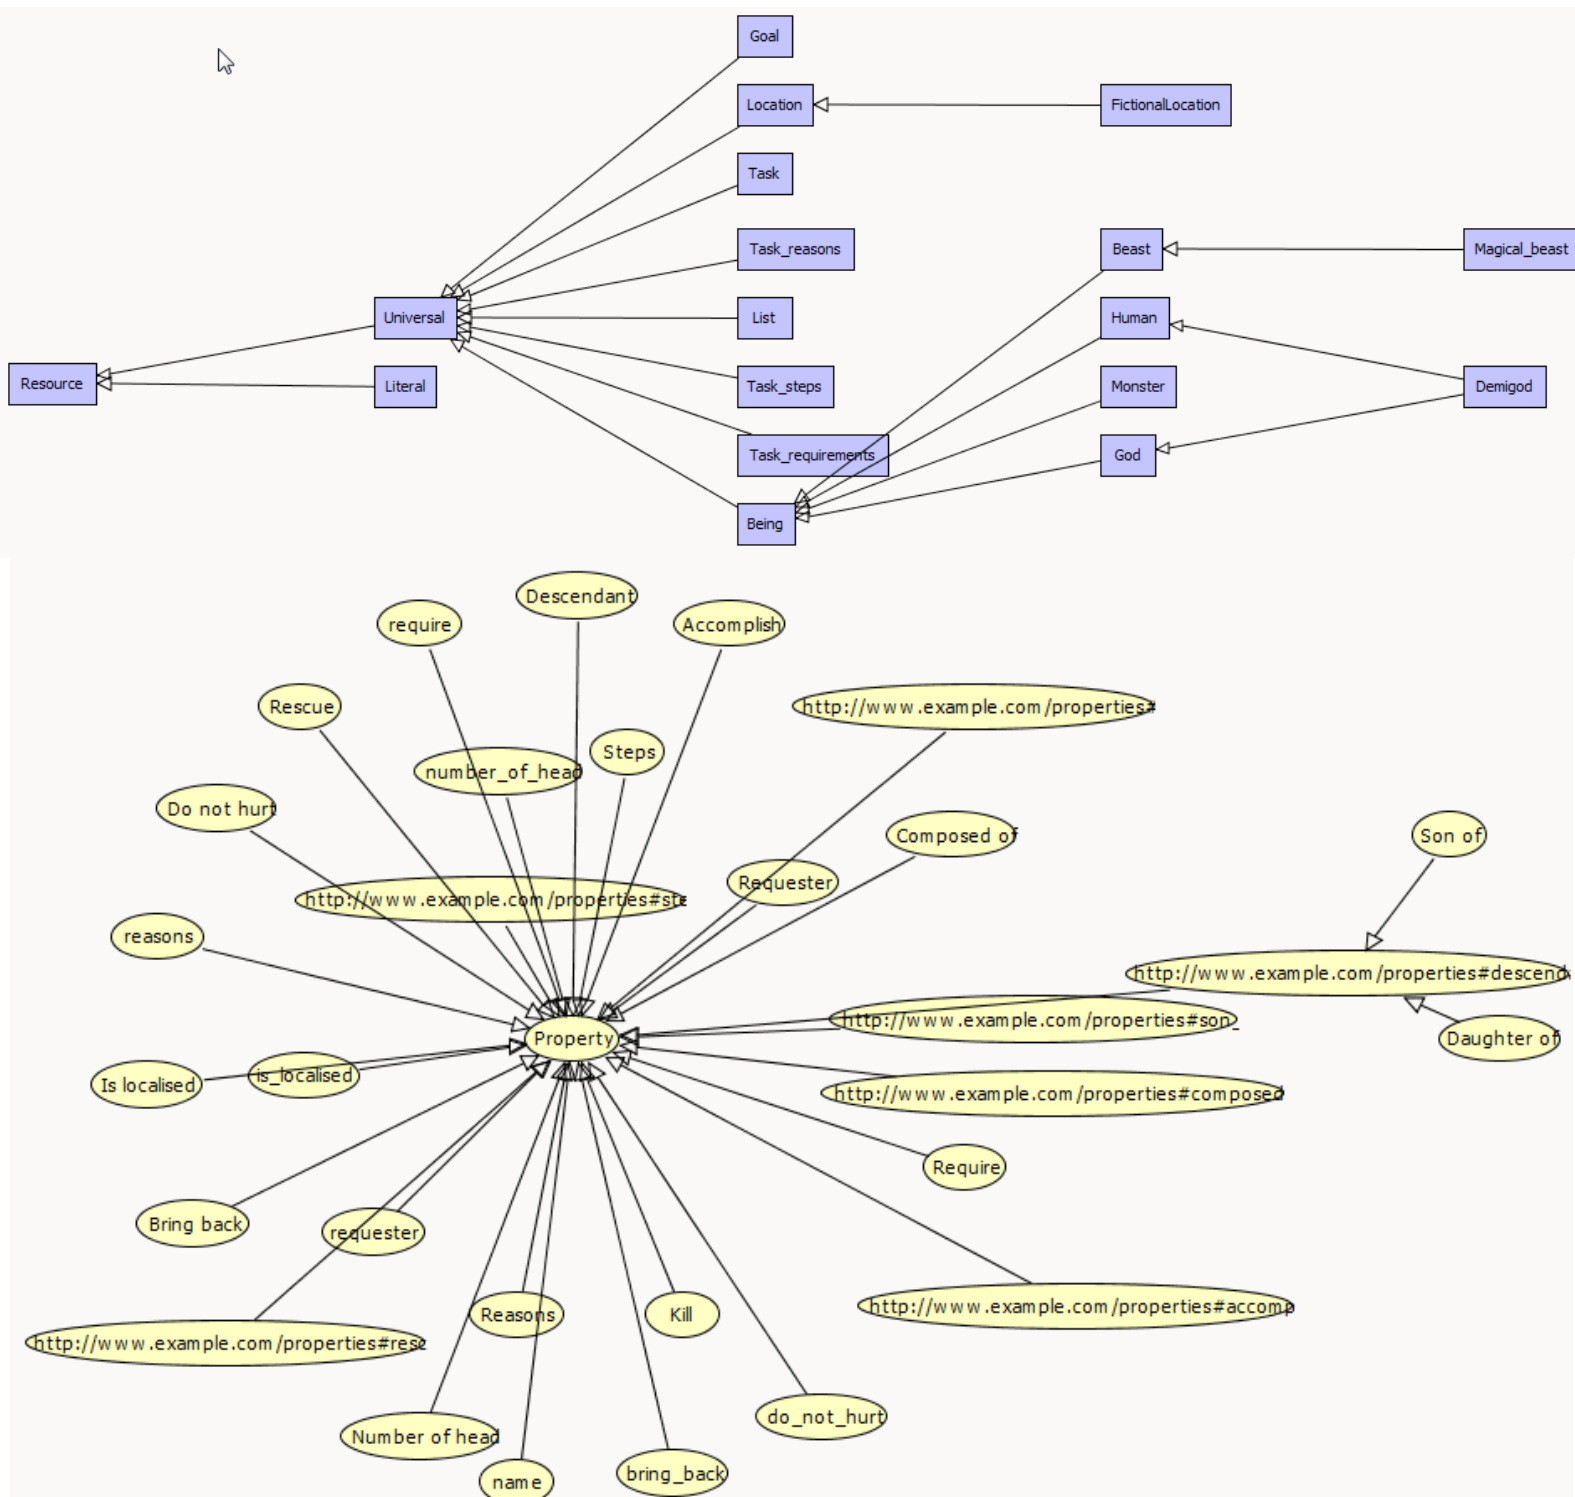 Goal
Location
FictionalLocation
Task
Task_reasons
Beast
Magical_beast
Universal
List
Human
Resource
Literal
Task_steps
Monster
Demigod
Task_requirements
God
Being
Descendant
require
Accomplish
Rescue
http://www.example.com/properties#
Steps
number_of_head
Do not hurt
Composed of
Son of
Requester
http://www.example.com/properties#ste
reasons
http://www.example.com/properties#descend
http://www.example.com/properties#son_
Property
Daughter of
Is localised
is_localised
http://www.example.com/properties#composed
Require
Bring back
requester
http://www.example.com/properties#accomp
Reasons
Kill
http://www.example.com/properties#resc
do_not_hurt
Number of head
bring_back
name